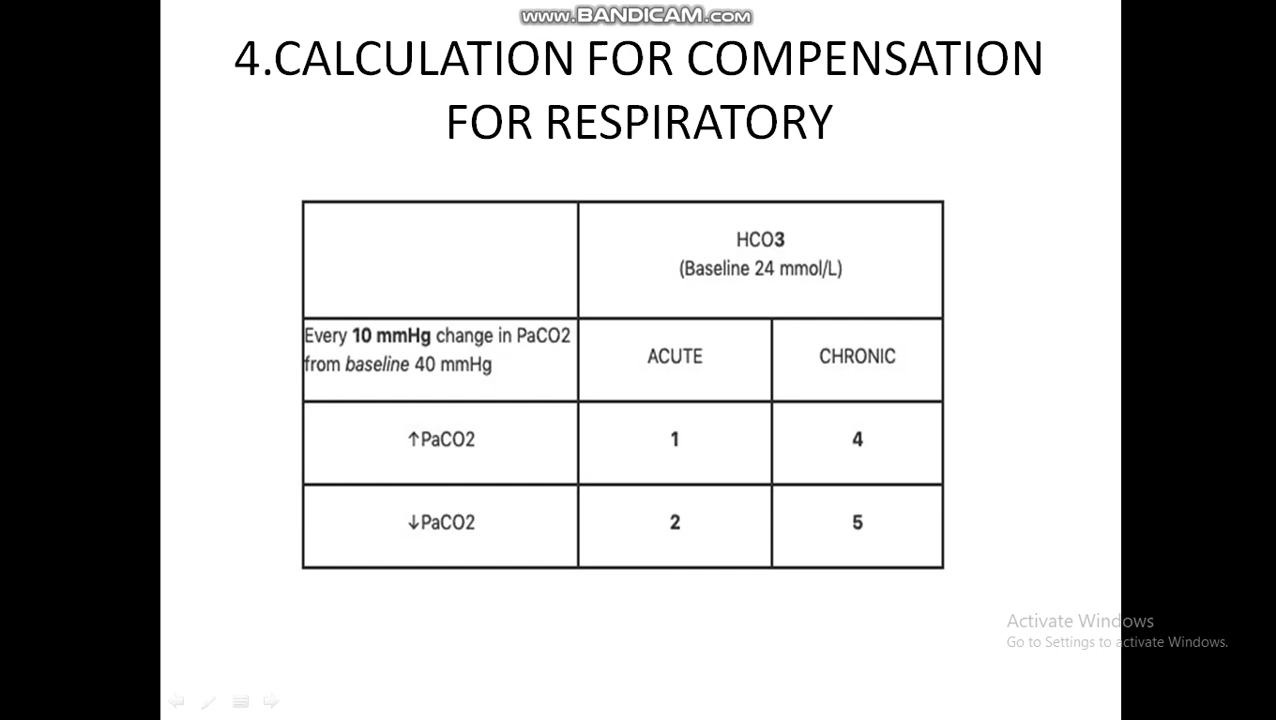 www.BANDICAM.com
4.CALCULATION FOR COMPENSATION
FOR RESPIRATORY
HCO3
(Baseline 24 mmol/L)
Every 10 mmHg change in PaCO2
from baseline 40 mmHg
ACUTE
CHRONIC
↑PaCO2
1
4
↓PaCO2
2
5
Activate Windows
Go to Settings to activate Windows.